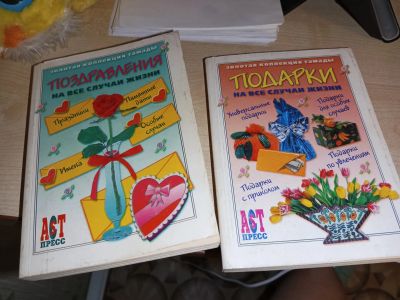 ЗОЛОТАЯ КОЛЛЕКЦИЯ ТАМАДЫ
ПОЗДРАВЛЕНИЯ
НА ВСЕ СЛУЧАИ ЖИЗНИ
Праздники
Памятные
даты
Особые
случаи
Имена
АСТ
ПРЕСС
ЗОЛОТАЯ КОЛЛЕКЦИЯ ТАМАДЫ
ПОДАРКИ
НА ВСЕ СЛУЧАИ ЖИЗНИ
Универсальные
подарки
Подарки
для особых
случаев
Подарки
по увлечениям
Подарки
с приколом
АСТ
ПРЕСС